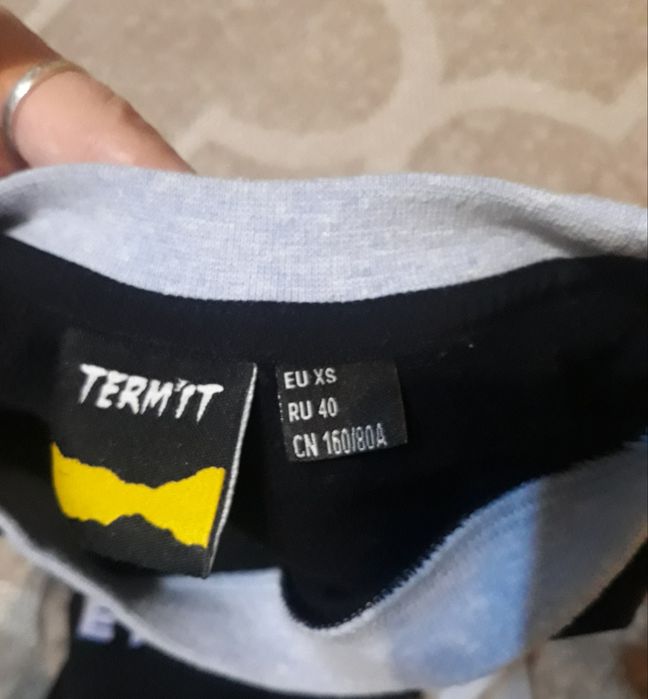 TERM'IT
EU XS
RU 40
CN 160/80A